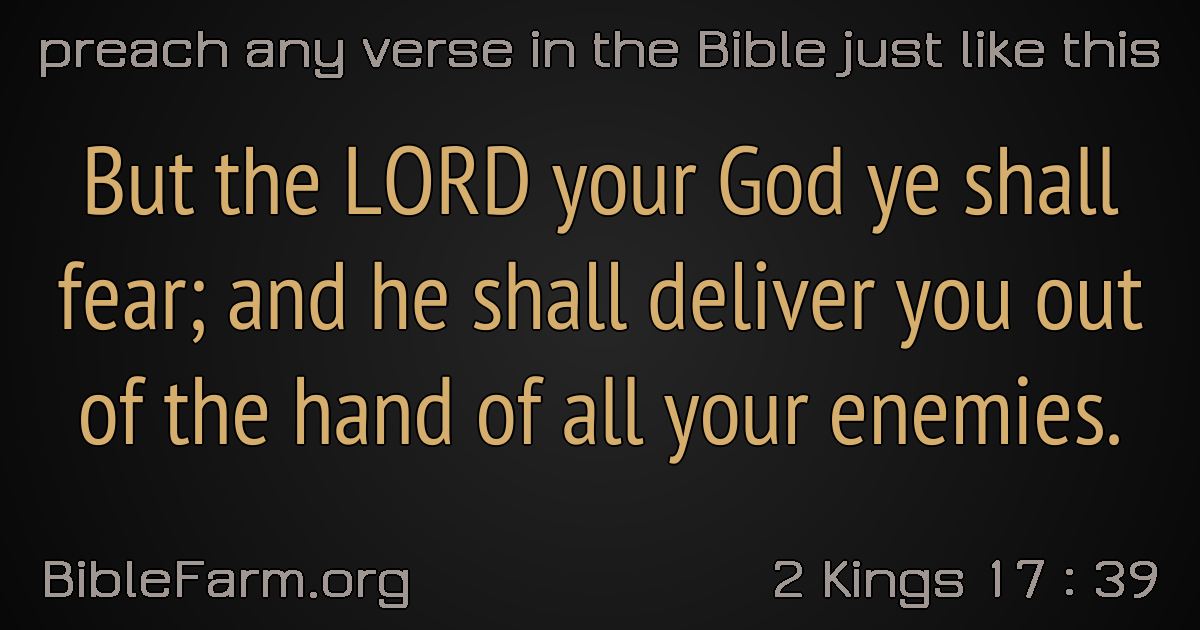 preach any verse in the Bible just like this
But the LORD your God ye shall
fear; and he shall deliver you out
of the hand of all your enemies.
BibleFarm.org
2 Kings 17 : 39